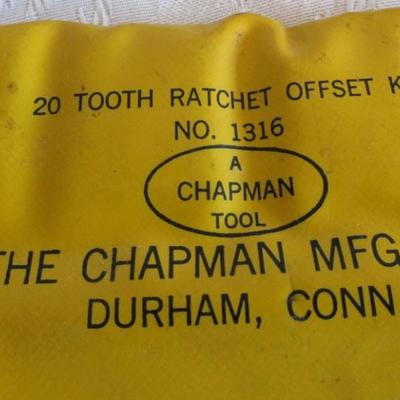 20 TOOTH RATCHET OFFSET K
NO. 1316
A
CHAPMAN
TOOL
THE CHAPMAN MFG
DURHAM, CONN